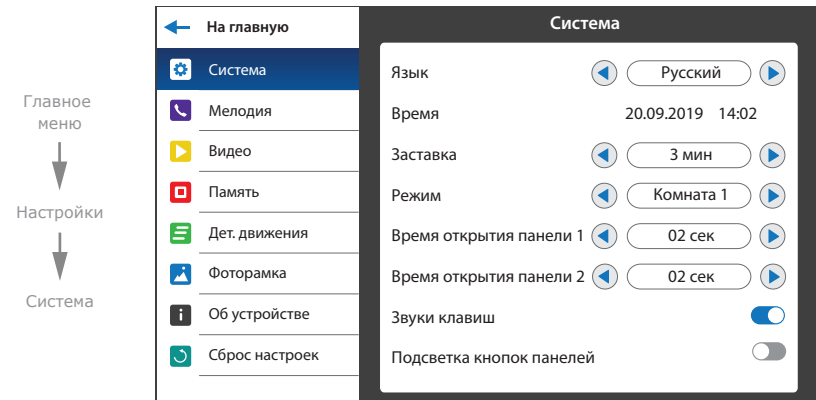 Главное
меню
Настройки
Система
На главную
Система
Мелодия
Видео
Память
Дет. движения
Фоторамка
Об устройстве
Сброс настроек
Система
Язык Русский
Время 20.09.2019 14:02
Заставка 3 мин
Режим Комната 1
Время открытия панели 1 02 сек
Время открытия панели 2 02 сек
Звуки клавиш
Подсветка кнопок панелей